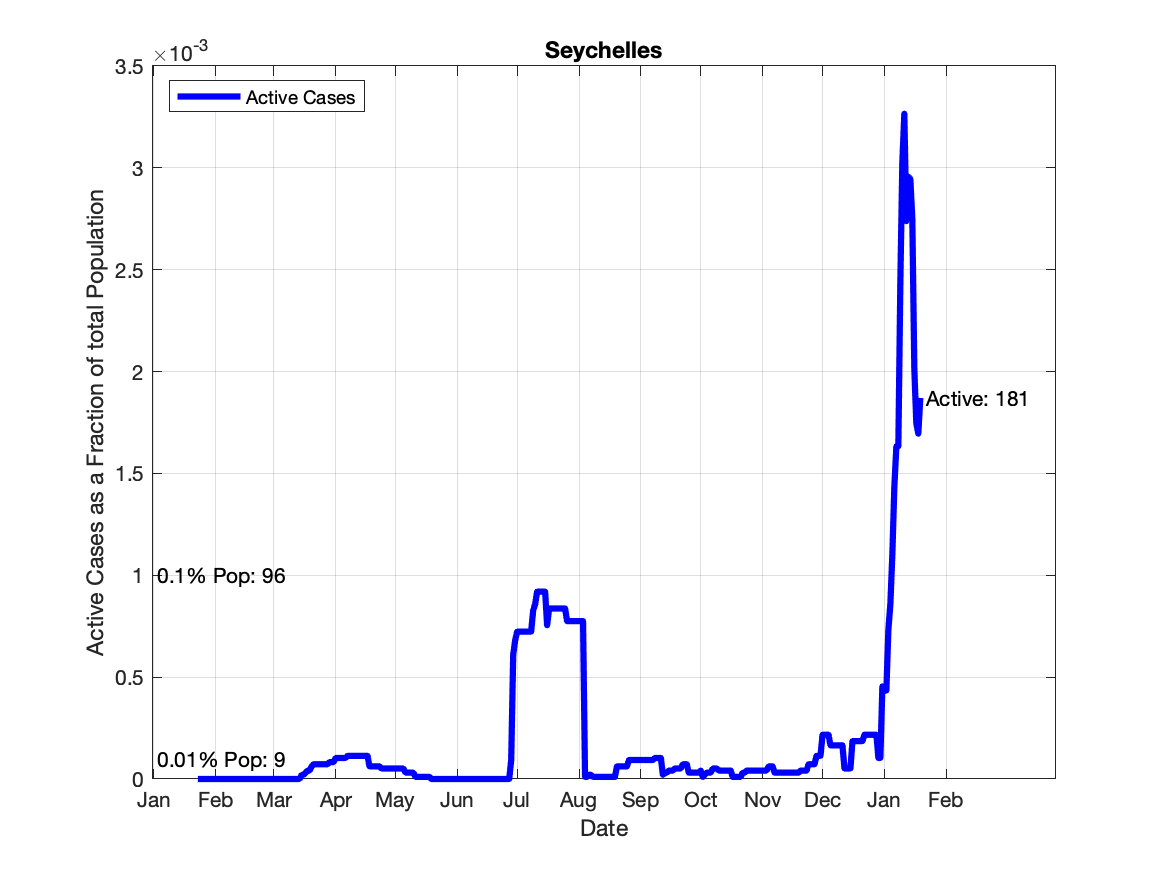 Seychelles
×10-3
3.5
3
2.5
2
1.5
1
0.5
0
Active Cases as a Fraction of total Population
Active Cases
Active: 181
0.1% Pop: 96
0.01% Pop: 9
Jan Feb Mar Apr May Jun Jul Aug Sep Oct Nov Dec Jan Feb
Date